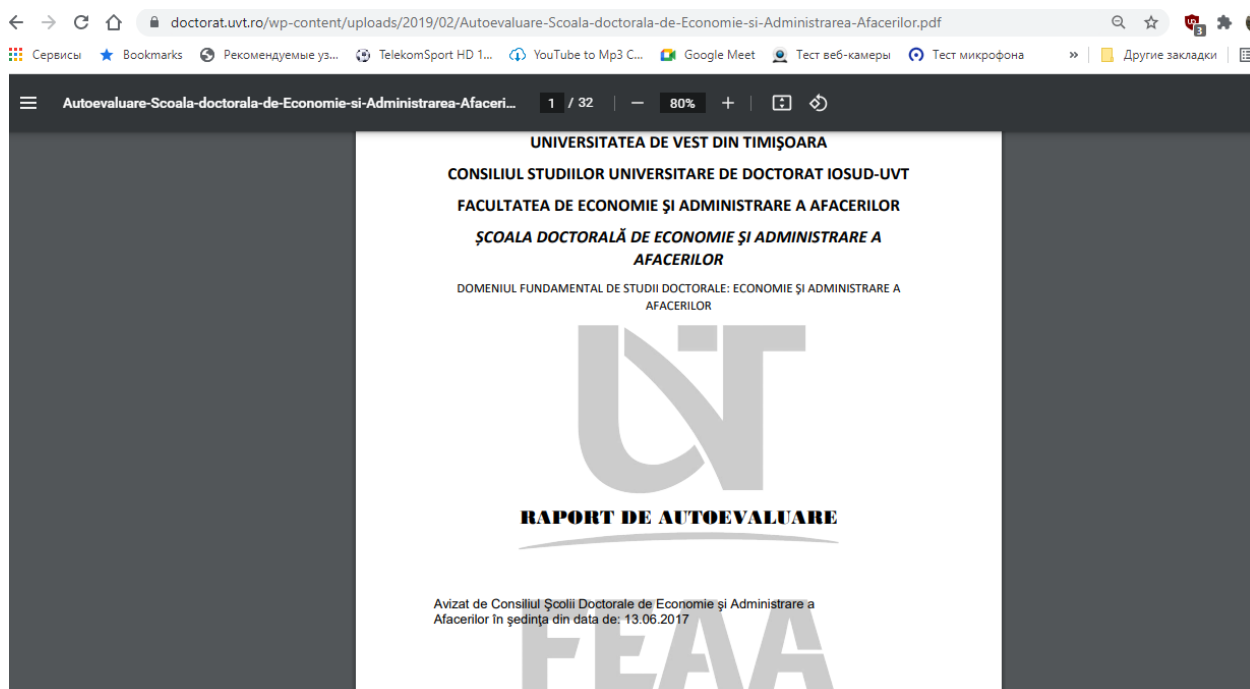 doctorat.uvt.ro/wp-content/uploads/2019/02/Autoevaluare-Scoala-doctorala-de-Economie-si-Administrarea-Afacerilor.pdf
3
Сервисы Bookmarks Рекомендуемые уз... TelekomSport HD 1... YouTube to Mp3 C... Google Meet Тест веб-камеры Тест микрофона » Другие закладки
Autoevaluare-Scoala-doctorala-de-Economie-si-Administrarea-Afaceri... 1 / 32 — 80% +
UNIVERSITATEA DE VEST DIN TIMIŞOARA
CONSILIUL STUDIILOR UNIVERSITARE DE DOCTORAT IOSUD-UVT
FACULTATEA DE ECONOMIE ŞI ADMINISTRARE A AFACERILOR
ŞCOALA DOCTORALĂ DE ECONOMIE ŞI ADMINISTRARE A
AFACERILOR
DOMENIUL FUNDAMENTAL DE STUDII DOCTORALE: ECONOMIE ŞI ADMINISTRARE A
AFACERILOR
UVT
RAPORT DE AUTOEVALUARE
Avizat de Consiliul Şcolii Doctorale de Economie şi Administrare a
Afacerilor în şedinţa din data de: 13.06.2017
FEAA